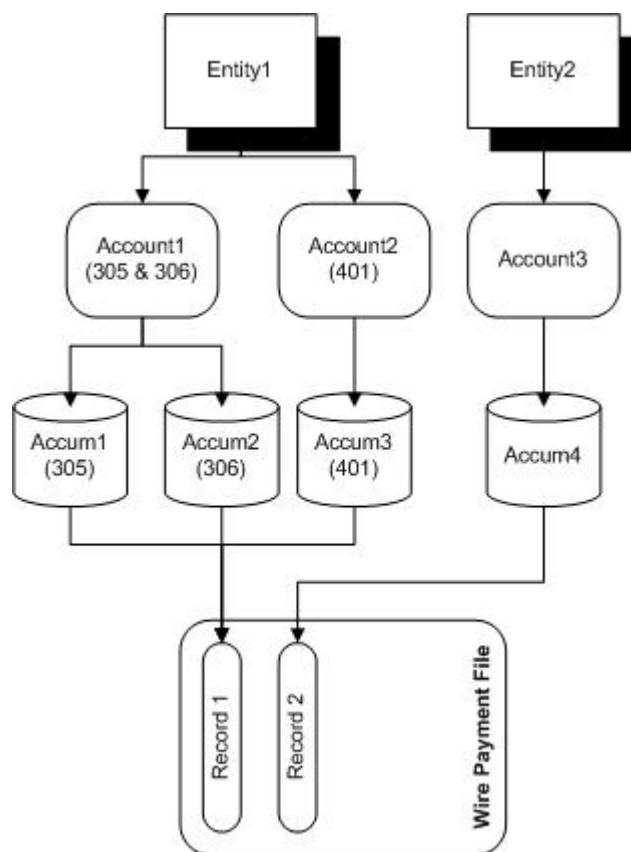 Entity1
Entity2
Account1
(305 & 306)
Account2
(401)
Account3
Accum1
(305)
Accum2
(306)
Accum3
(401)
Accum4
Record 1
Record 2
Wire Payment File